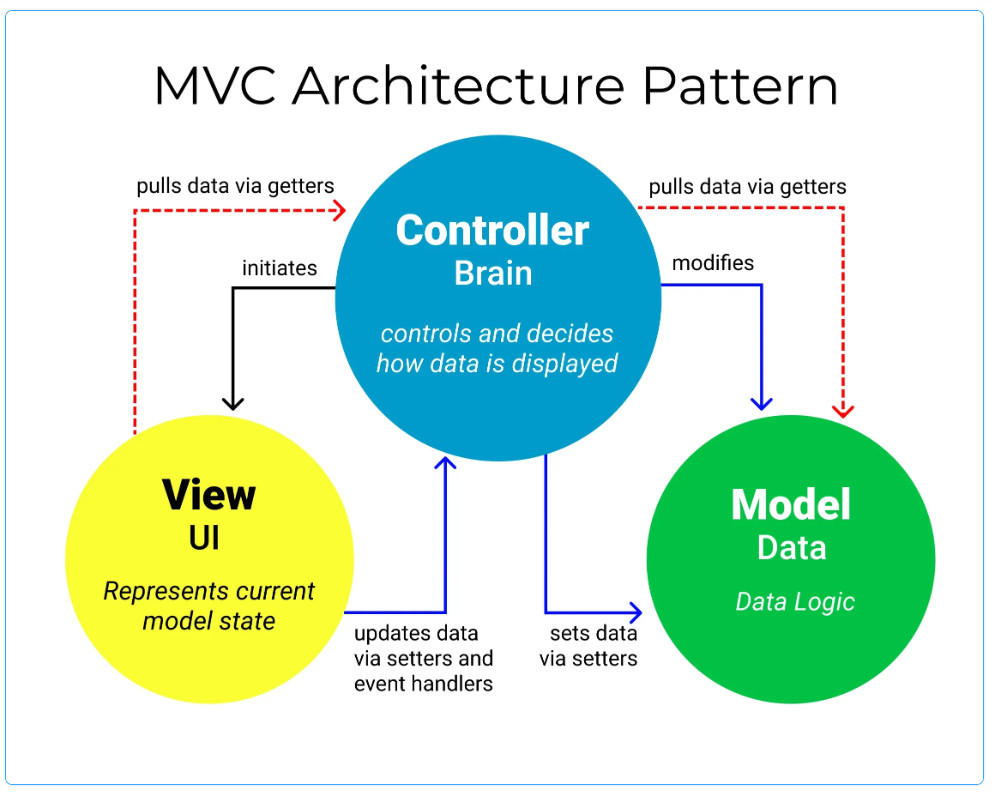 MVC Architecture Pattern
pulls data via getters
pulls data via getters
Controller
Brain
controls and decides
how data is displayed
initiates
modifies
View
UI
Represents current
model state
Model
Data
Data Logic
updates data
via setters and
event handlers
sets data
via setters